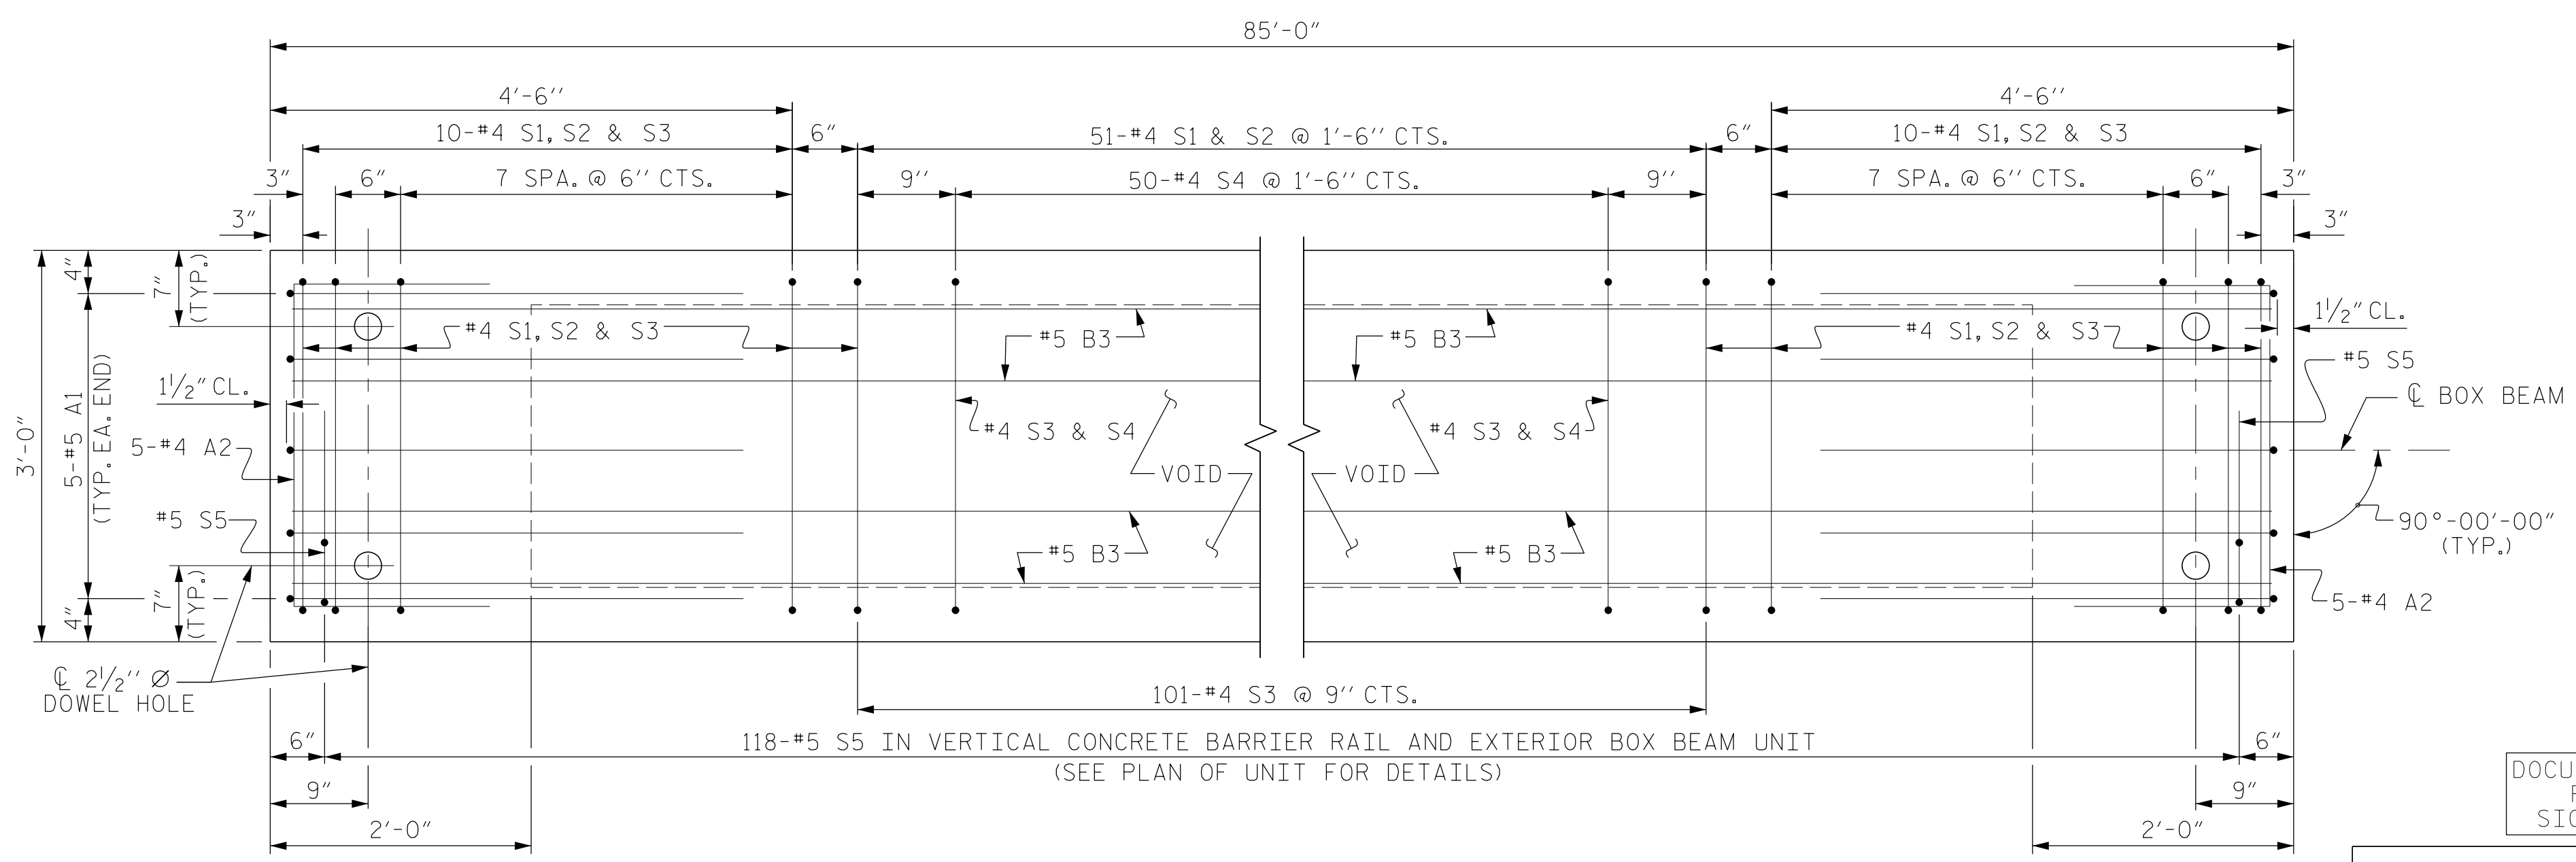 85'-0"
4'-6''
4'-6''
10-#4 S1, S2 & S3
6''
51-#4 S1 & S2 @ 1'-6'' CTS.
6''
10-#4 S1, S2 & S3
3"
6''
7 SPA. @ 6'' CTS.
9''
50-#4 S4 @ 1'-6'' CTS.
9''
7 SPA. @ 6'' CTS.
6''
3"
3"
3"
4"
7"
(TYP.)
#4 S1, S2 & S3
#5 B3
#5 B3
#4 S1, S2 & S3
1½" CL.
#5 S5
℄ BOX BEAM
1½" CL.
3'-0"
5-#5 A1
(TYP. EA. END)
5-#4 A2
#4 S3 & S4
#4 S3 & S4
VOID
VOID
#5 S5
#5 B3
#5 B3
90°-00'-00"
(TYP.)
5-#4 A2
4"
7"
(TYP.)
℄ 2½'' Ø
DOWEL HOLE
101-#4 S3 @ 9'' CTS.
6"
118-#5 S5 IN VERTICAL CONCRETE BARRIER RAIL AND EXTERIOR BOX BEAM UNIT
6"
(SEE PLAN OF UNIT FOR DETAILS)
9"
9"
2'-0"
2'-0"
DOCU
SIG